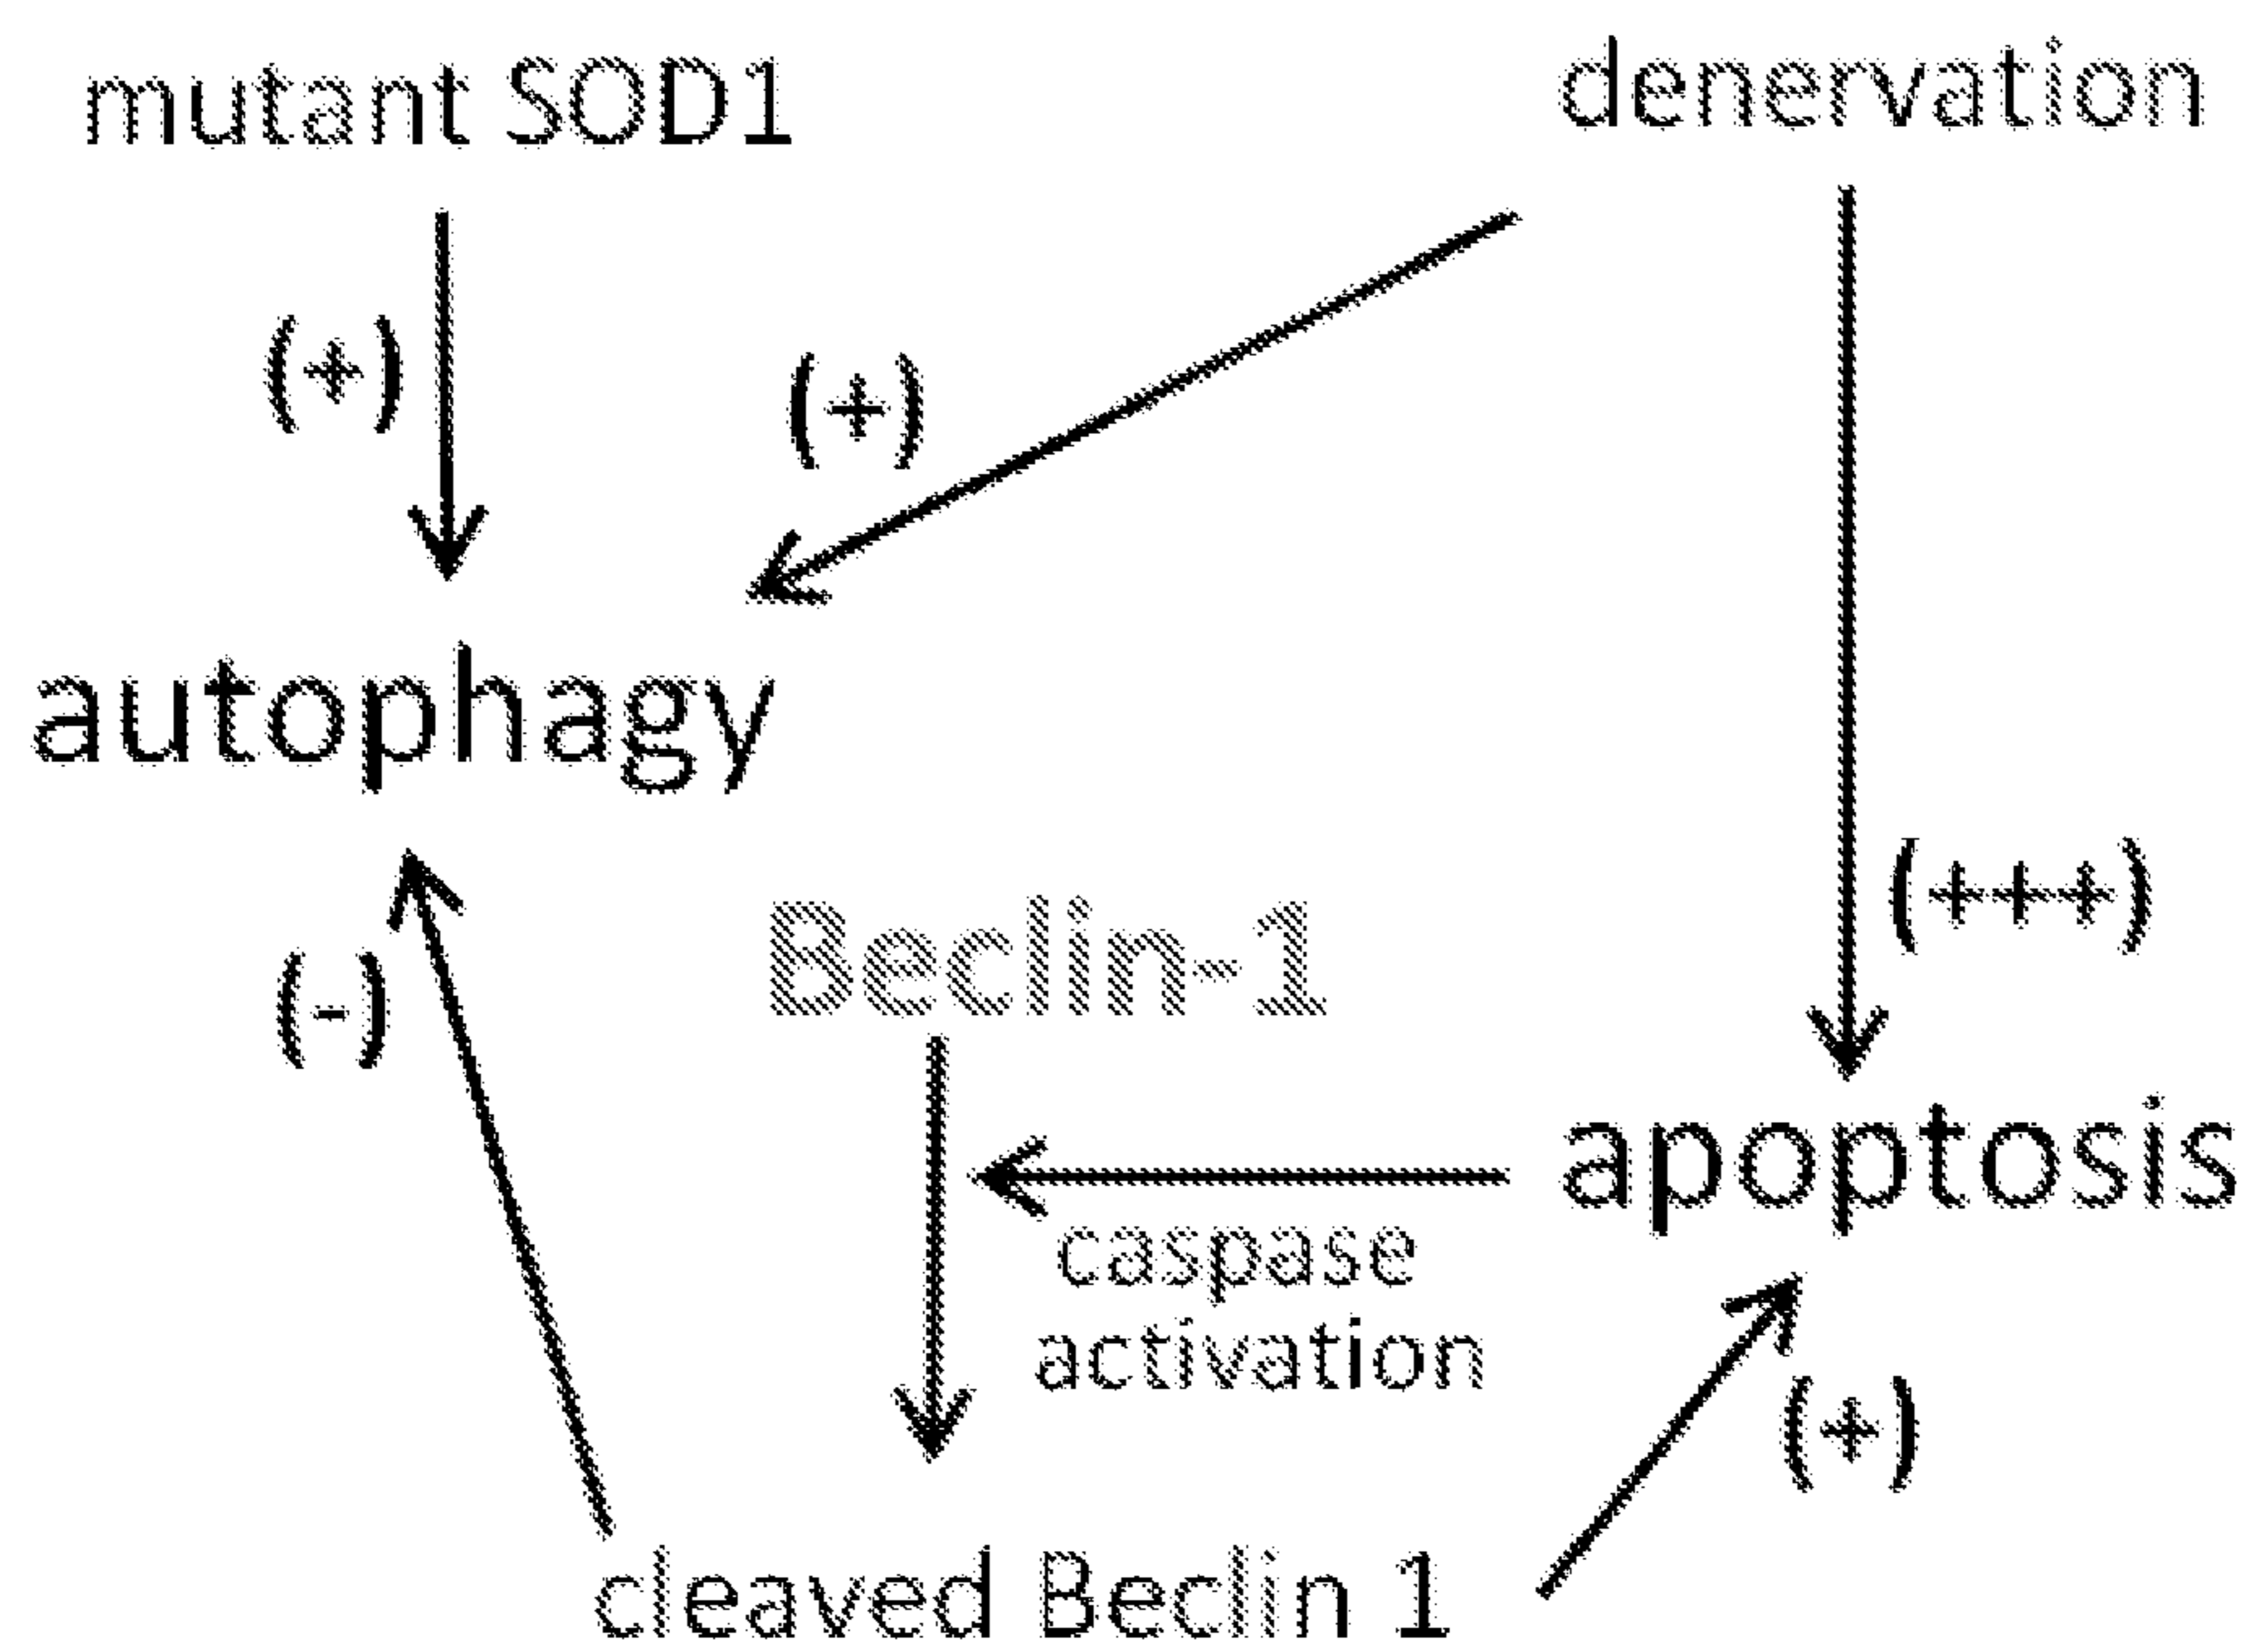 mutant SOD1
denervation
(+)
(+)
autophagy
(+++)
Beclin-1
(-)
apoptosis
caspase
activation
(+)
cleaved Beclin 1